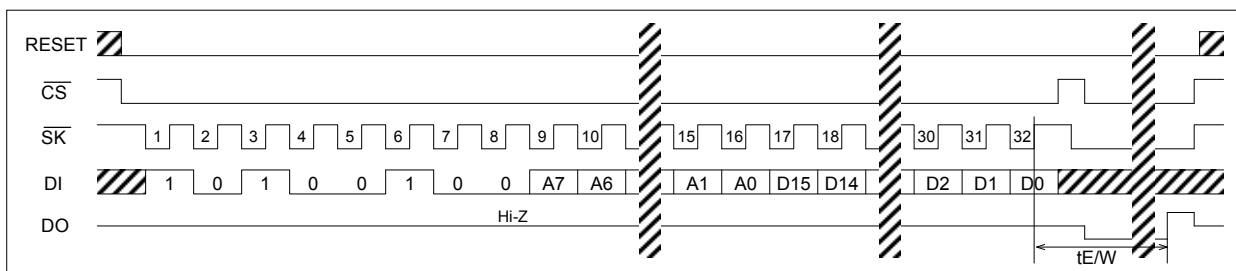 RESET
CS
SK 1 2 3 4 5 6 7 8 9 10 15 16 17 18 30 31 32
DI 1 0 1 0 0 1 0 0 A7 A6 A1 A0 D15 D14 D2 D1 D0
Hi-Z
DO
tE/W